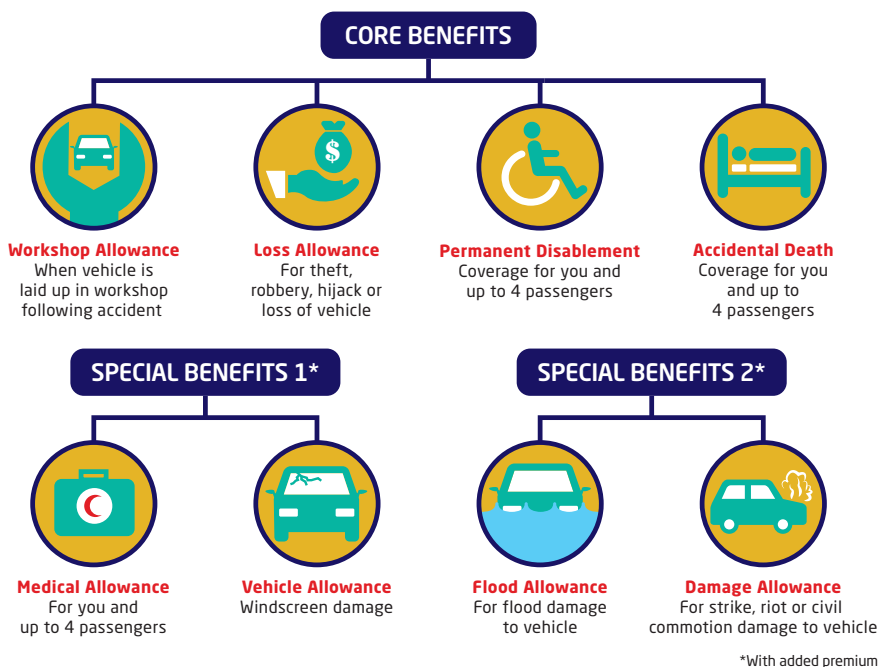 CORE BENEFITS
Workshop Allowance
When vehicle is
laid up in workshop
following accident
Loss Allowance
For theft,
robbery, hijack or
loss of vehicle
Permanent Disablement
Coverage for you and
up to 4 passengers
Accidental Death
Coverage for you
and up to
4 passengers
SPECIAL BENEFITS 1*
Medical Allowance
For you and
up to 4 passengers
Vehicle Allowance
Windscreen damage
SPECIAL BENEFITS 2*
Flood Allowance
For flood damage
to vehicle
Damage Allowance
For strike, riot or civil
commotion damage to vehicle
*With added premium